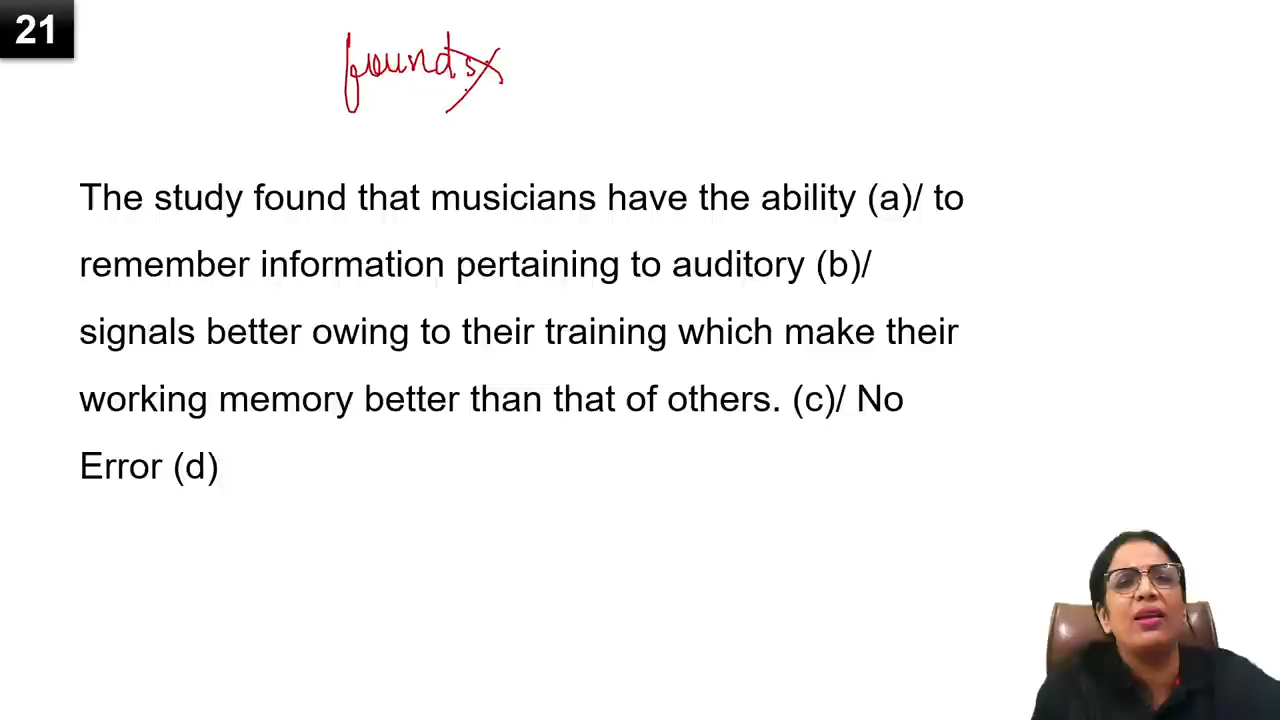 21
founds
The study found that musicians have the ability (a)/ to
remember information pertaining to auditory (b)/
signals better owing to their training which make their
working memory better than that of others. (c)/ No
Error (d)